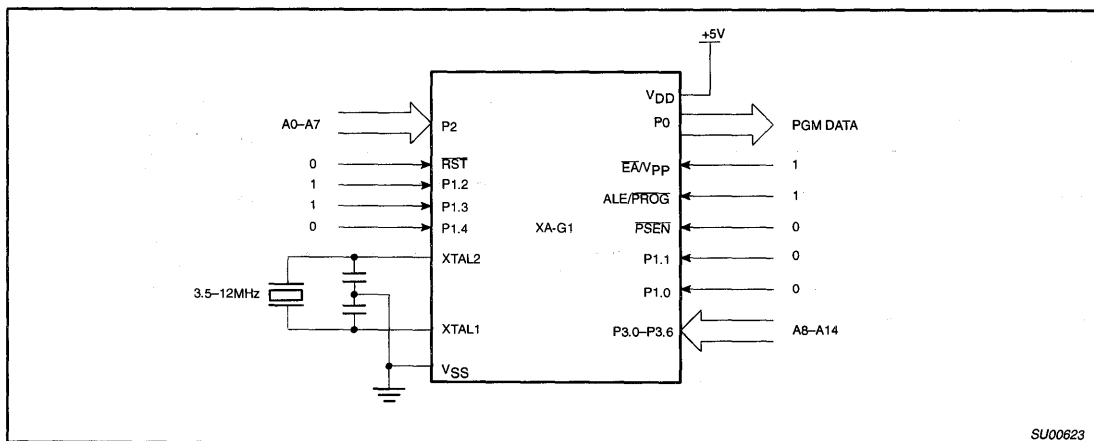 +5V
VDD
A0–A7
P2
P0
PGM DATA
0
RST
EA/VPP
1
1
P1.2
ALE/PROG
1
1
P1.3
0
P1.4
XA-G1
PSEN
0
XTAL2
P1.1
0
3.5–12MHz
P1.0
0
XTAL1
P3.0–P3.6
A8–A14
VSS
SU00623